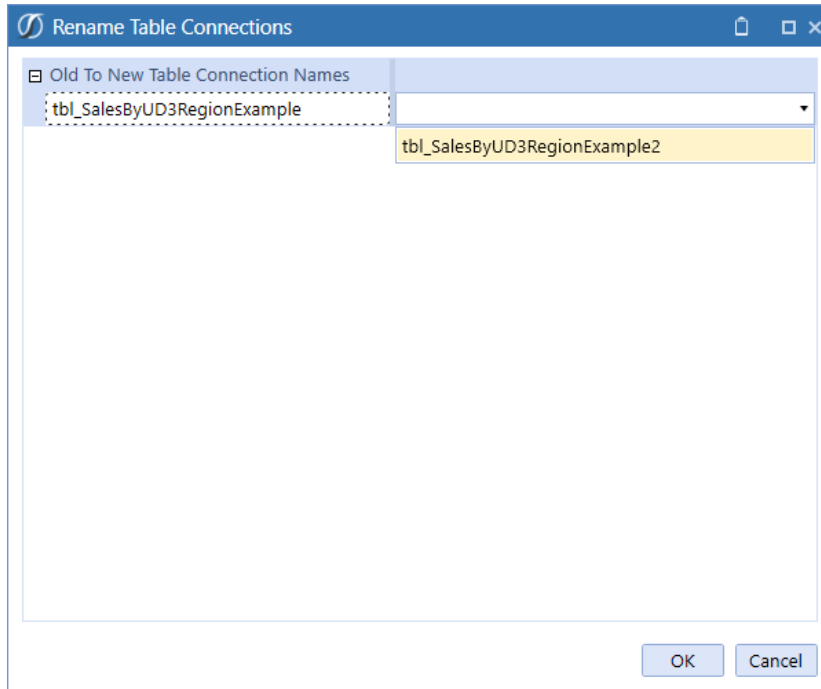 Rename Table Connections
Old To New Table Connection Names
tbl_SalesByUD3RegionExample
tbl_SalesByUD3RegionExample2
OK Cancel